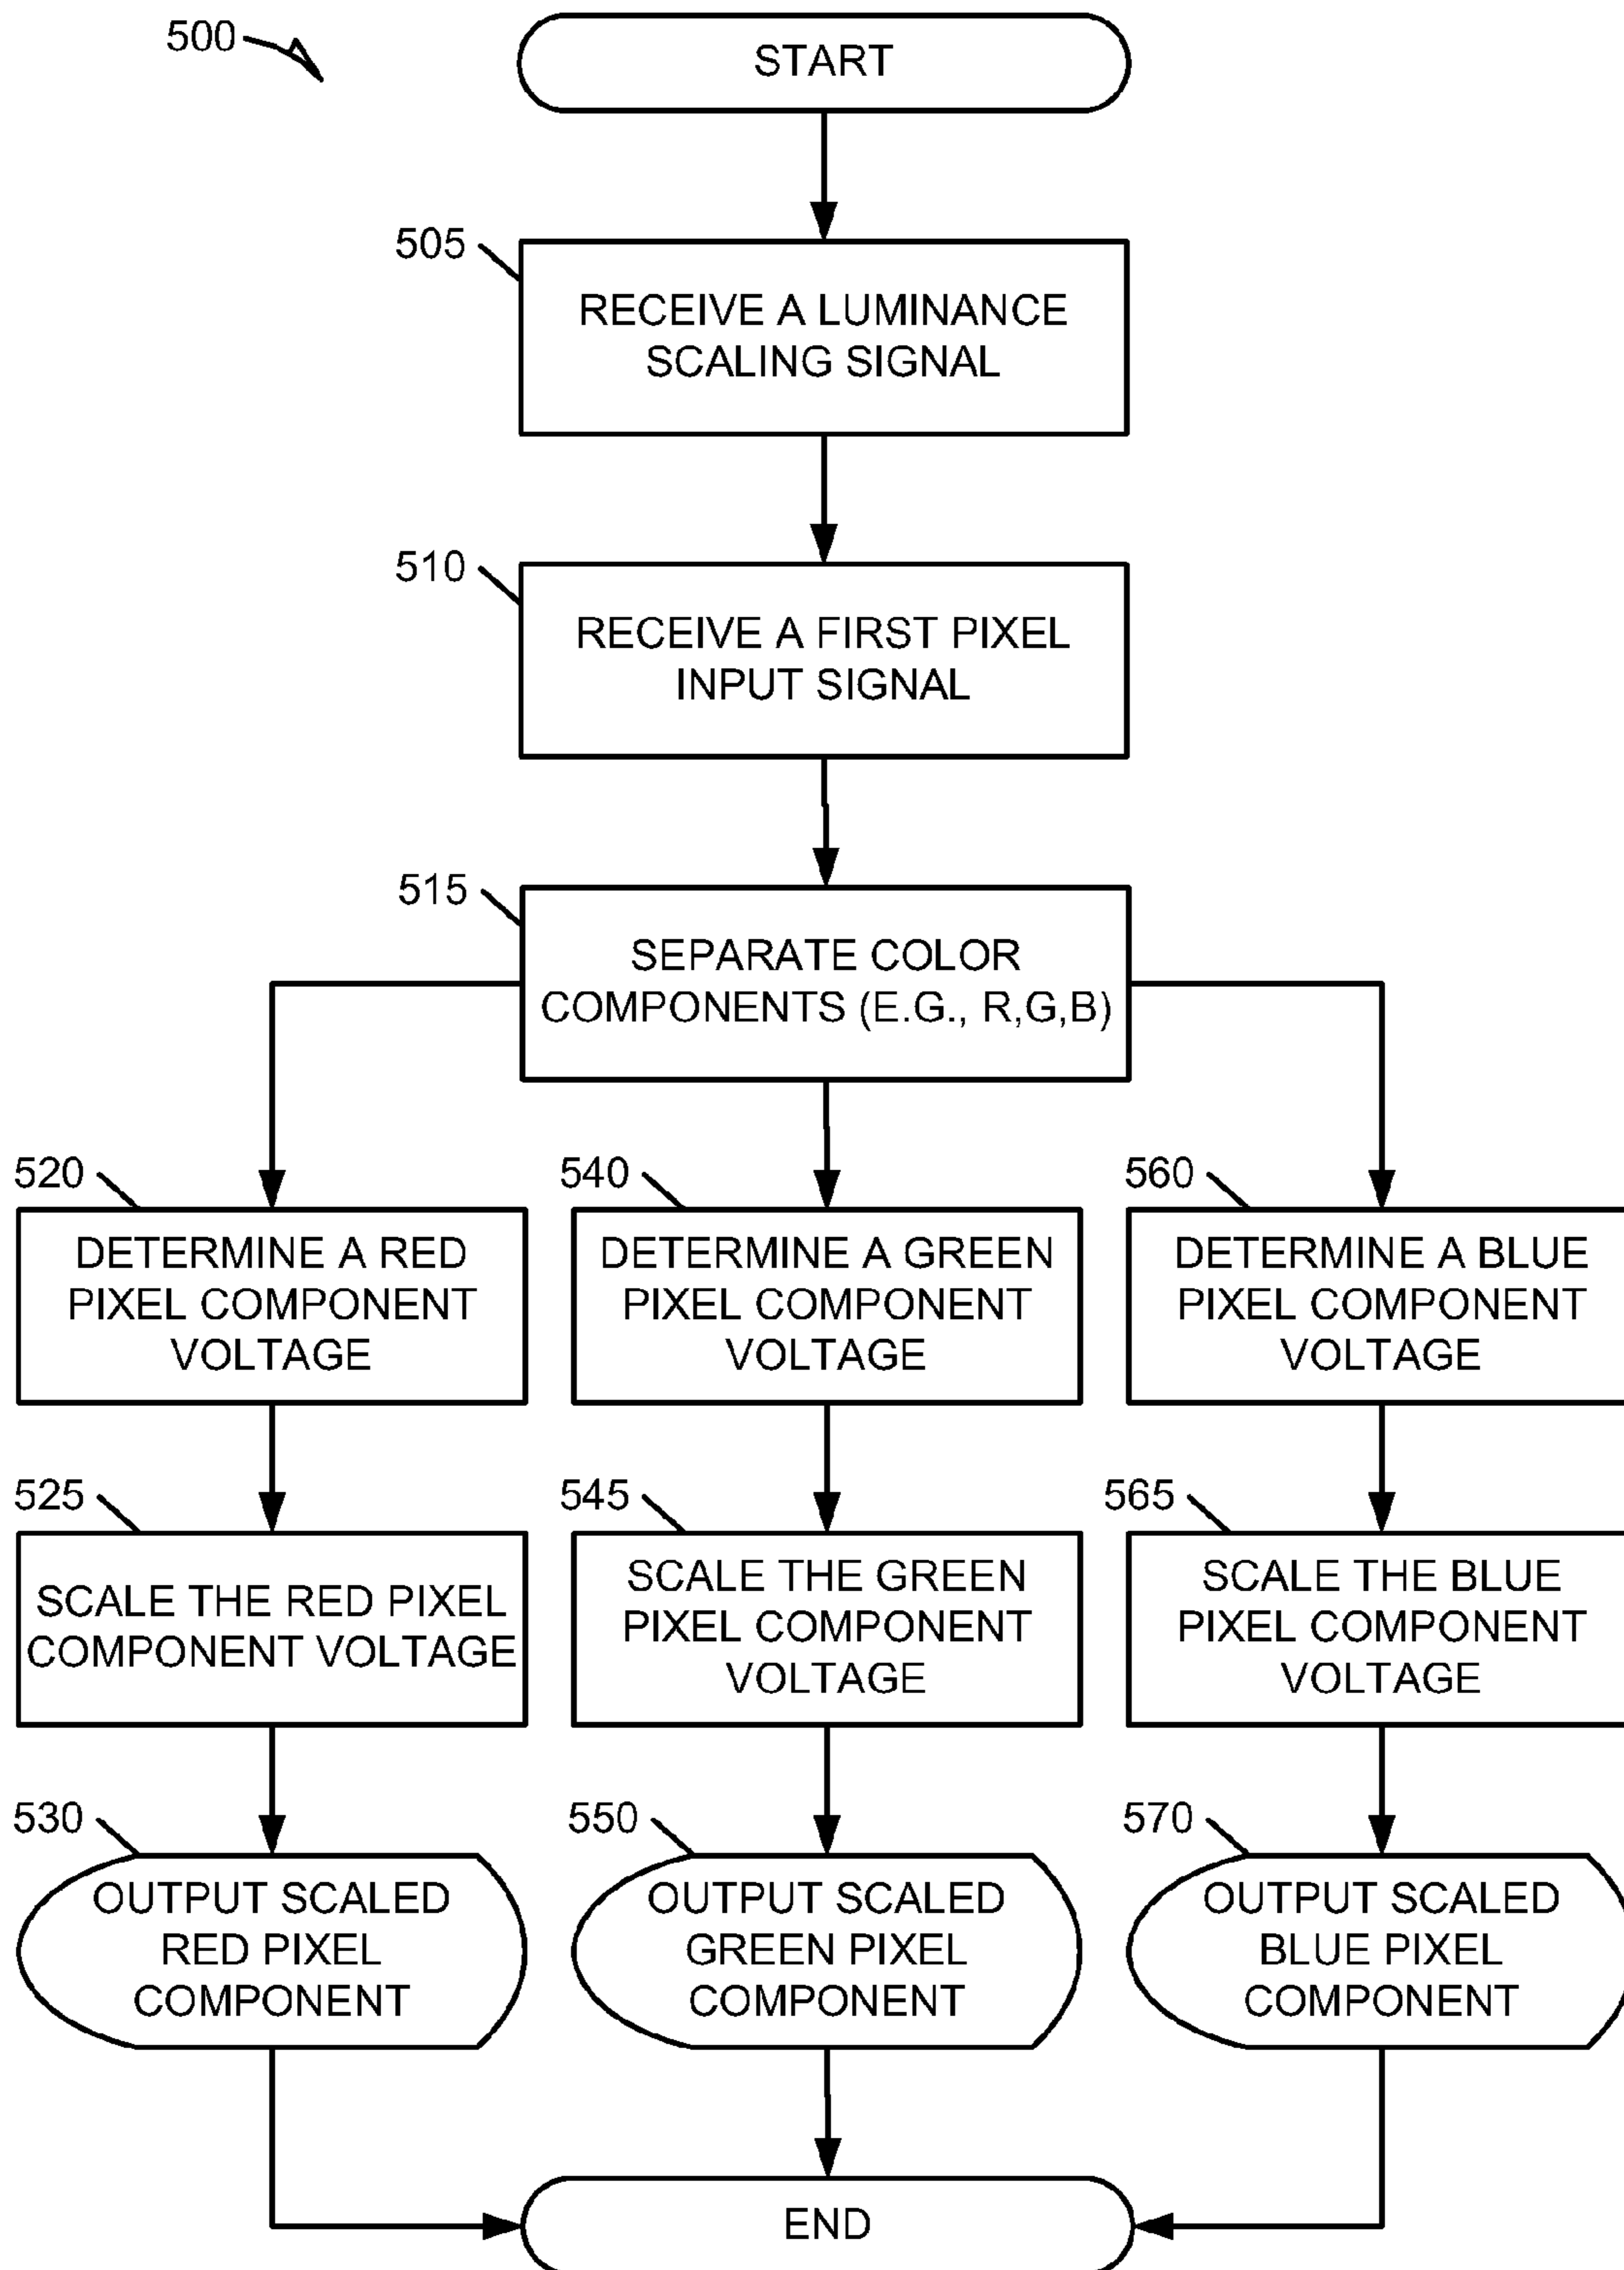 500
START
505
RECEIVE A LUMINANCE
SCALING SIGNAL
510
RECEIVE A FIRST PIXEL
INPUT SIGNAL
515
SEPARATE COLOR
COMPONENTS (E.G., R,G,B)
520
DETERMINE A RED
PIXEL COMPONENT
VOLTAGE
540
DETERMINE A GREEN
PIXEL COMPONENT
VOLTAGE
560
DETERMINE A BLUE
PIXEL COMPONENT
VOLTAGE
525
SCALE THE RED PIXEL
COMPONENT VOLTAGE
545
SCALE THE GREEN
PIXEL COMPONENT
VOLTAGE
565
SCALE THE BLUE
PIXEL COMPONENT
VOLTAGE
530
OUTPUT SCALED
RED PIXEL
COMPONENT
550
OUTPUT SCALED
GREEN PIXEL
COMPONENT
570
OUTPUT SCALED
BLUE PIXEL
COMPONENT
END